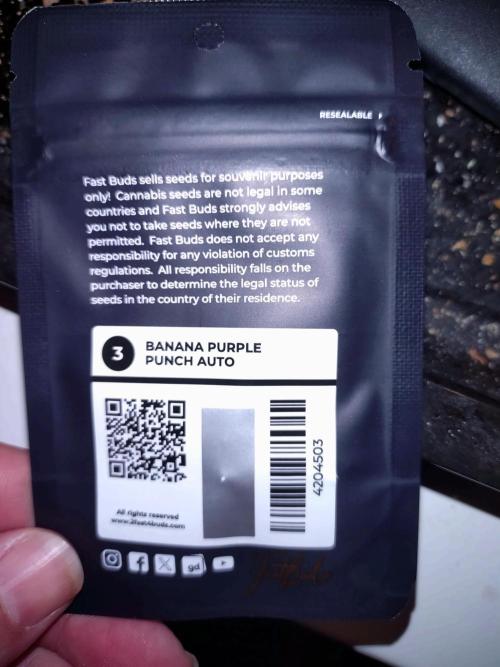 RESEALABLE
Fast Buds sells seeds for souvenir purposes
only! Cannabis seeds are not legal in some
countries and Fast Buds strongly advises
you not to take seeds where they are not
permitted. Fast Buds does not accept any
responsibility for any violation of customs
regulations. All responsibility falls on the
purchaser to determine the legal status of
seeds in the country of their residence.
3
BANANA PURPLE
PUNCH AUTO
4204503
All rights reserved
www.2fast4buds.com
gd
Fast Buds